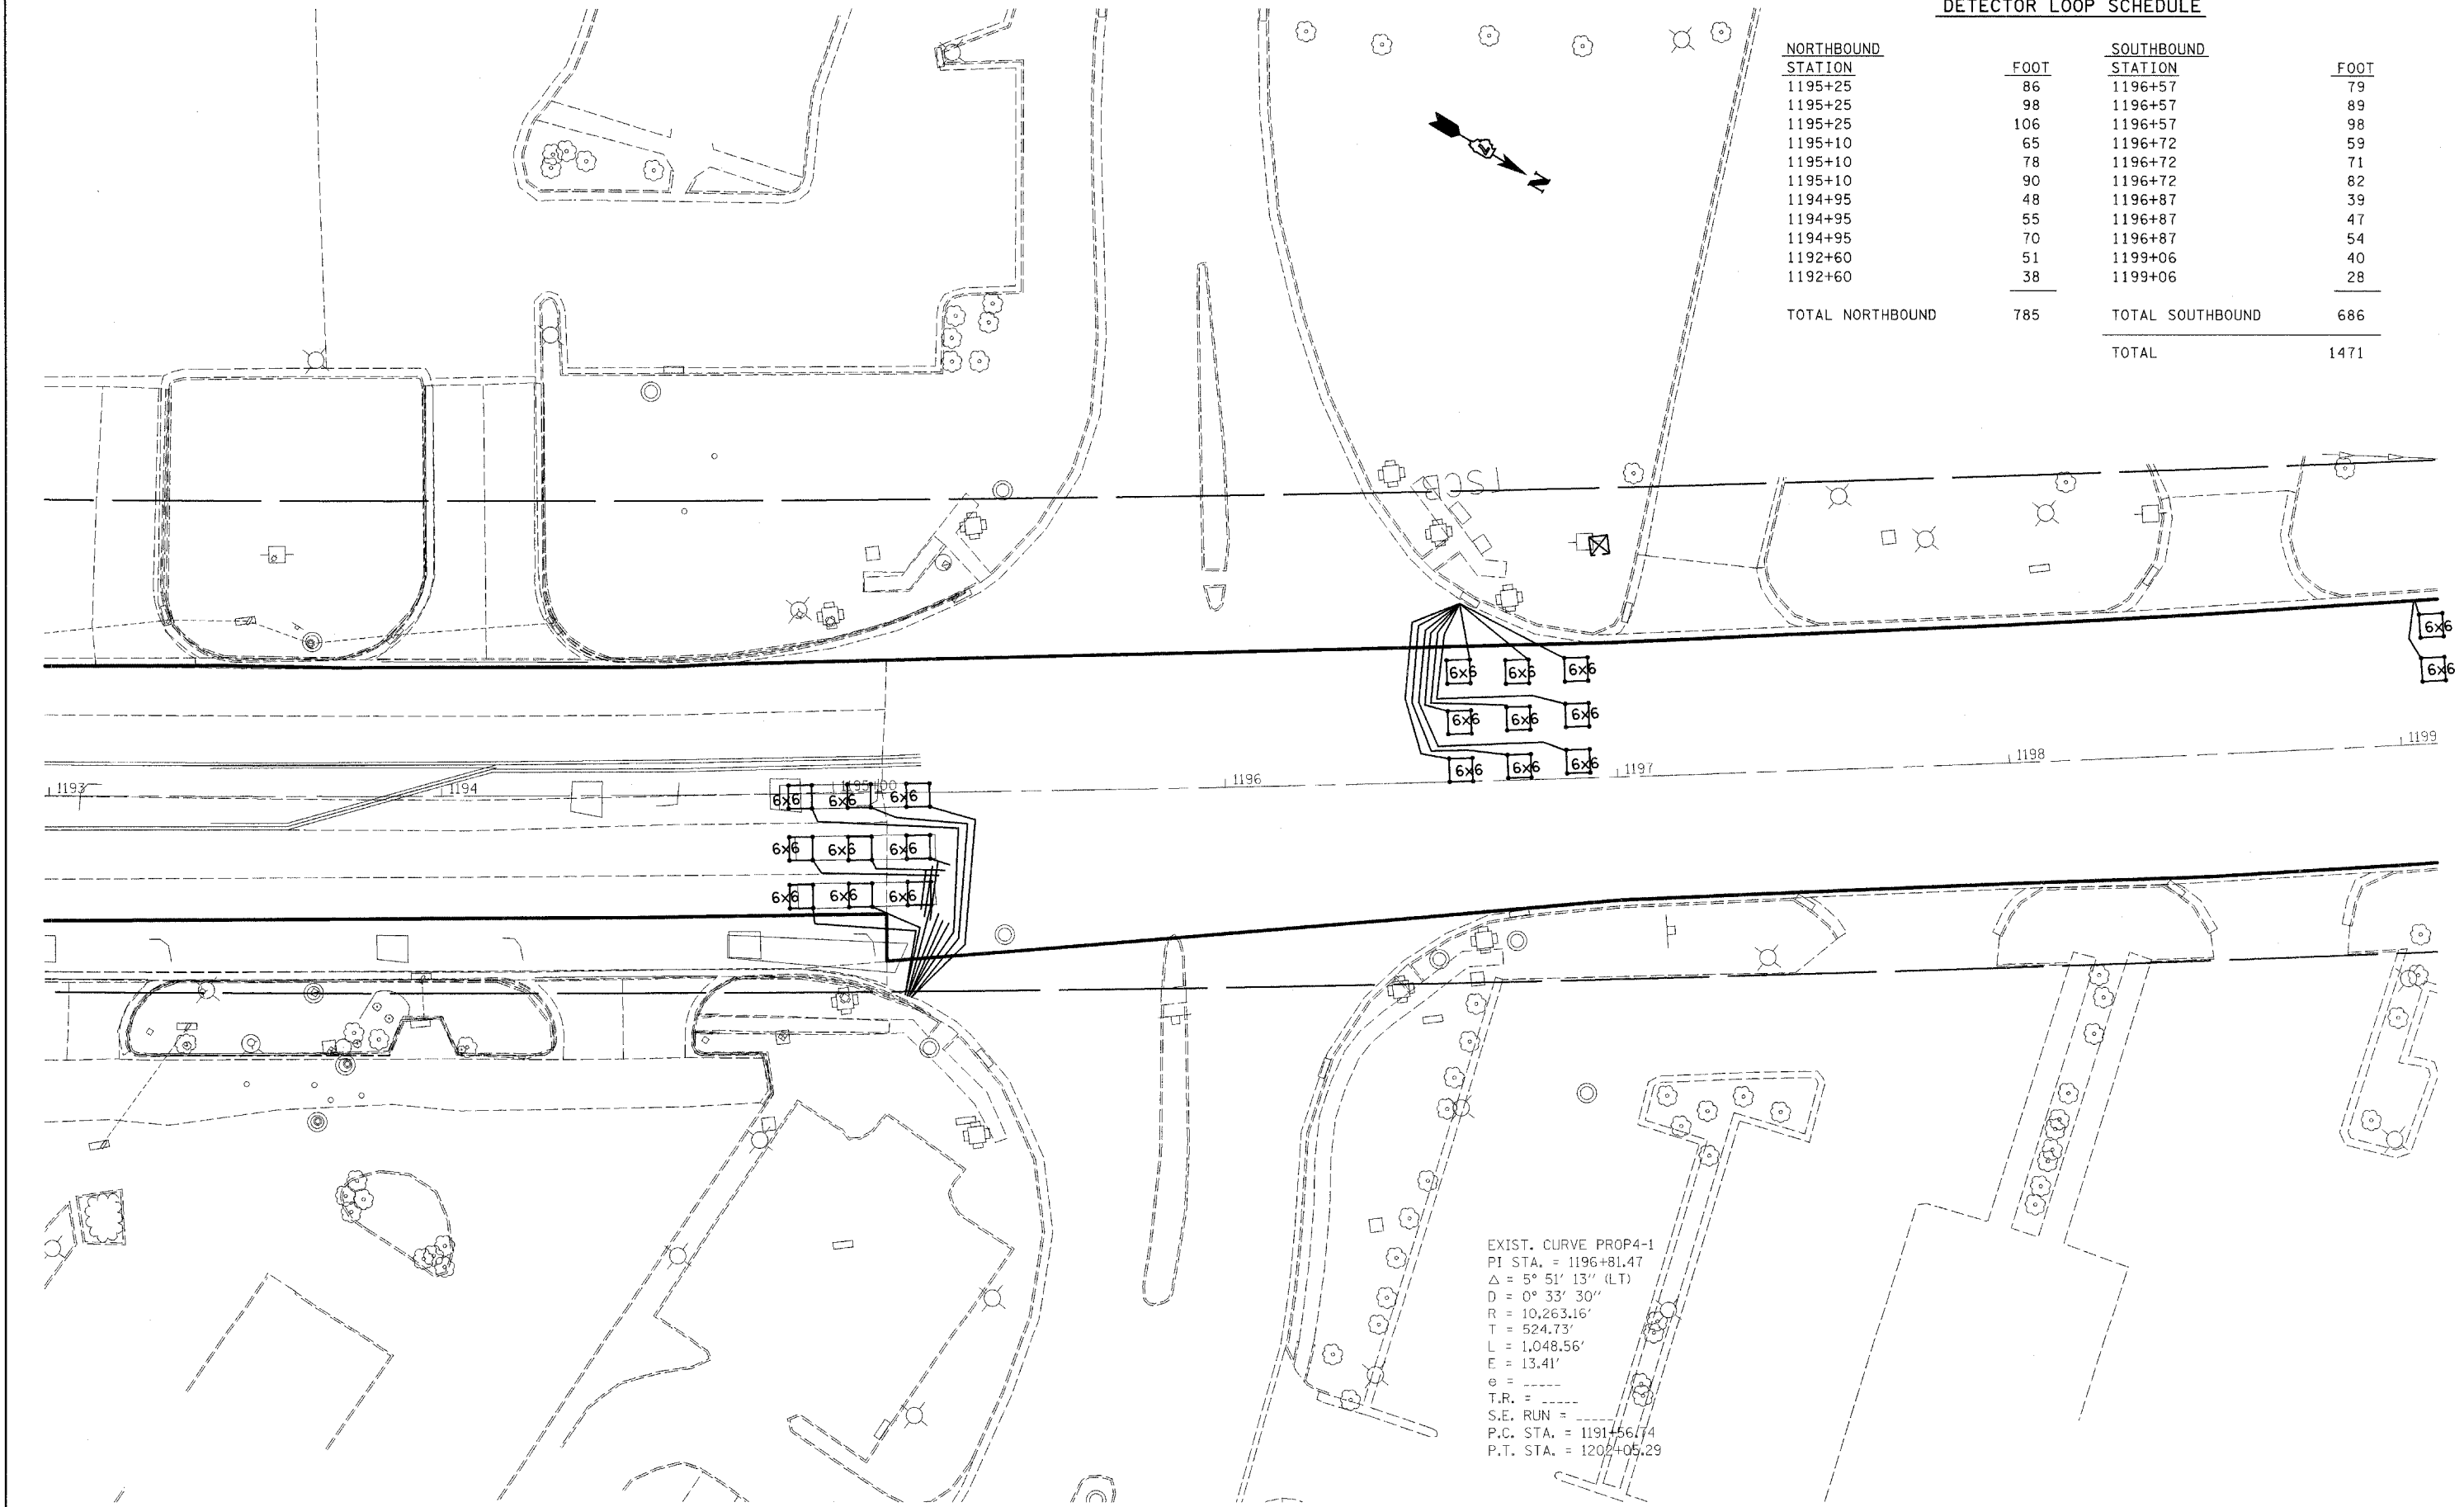 DETECTOR LOOP SCHEDULE
NORTHBOUND SOUTHBOUND
STATION FOOT STATION FOOT
1195+25 86 1196+57 79
1195+25 98 1196+57 89
1195+25 106 1196+57 98
1195+10 65 1196+72 59
1195+10 78 1196+72 71
1195+10 90 1196+72 82
1194+95 48 1196+87 39
1194+95 55 1196+87 47
1194+95 70 1196+87 54
1192+60 51 1199+06 40
1192+60 38 1199+06 28
TOTAL NORTHBOUND 785 TOTAL SOUTHBOUND 686
TOTAL 1471
N
6x6
6x6 6x6 6x6 6x6
6x6 6x6 6x6
6x6 6x6 6x6
1193 1194 1195+00 1196 1197 1198 1199
6x6 6x6 6x6
6x6 6x6 6x6
6x6 6x6 6x6
EXIST. CURVE PROP4-1
PI STA. = 1196+81.47
Δ = 5° 51' 13" (LT)
D = 0° 33' 30"
R = 10,263.16'
T = 524.73'
L = 1,048.56'
E = 13.41'
e = _____
T.R. = _____
S.E. RUN = _____
P.C. STA. = 1191+56.74
P.T. STA. = 1202+05.29